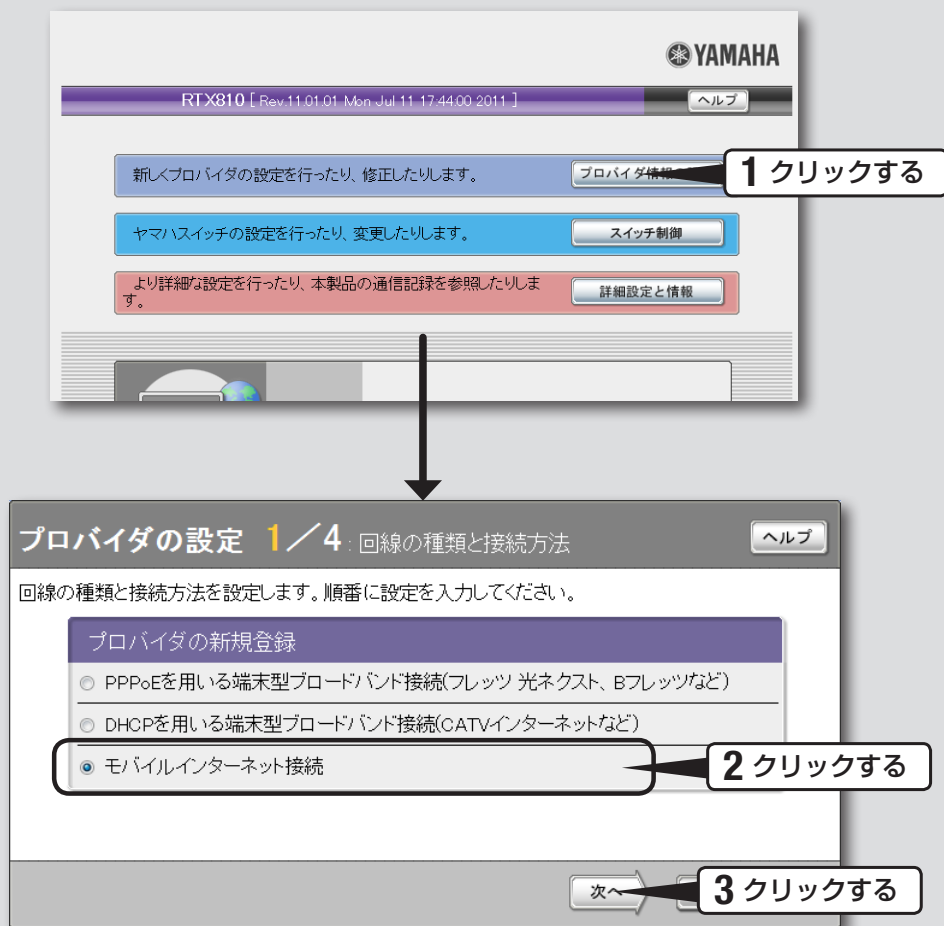 YAMAHA
RTX810 [ Rev.11.01.01 Mon Jul 11 17:44:00 2011 ]
ヘルプ
新しくプロバイダの設定を行ったり、修正したりします。
プロバイダ情報
1 クリックする
ヤマハスイッチの設定を行ったり、変更したりします。
スイッチ制御
より詳細な設定を行ったり、本製品の通信記録を参照したりしま
す。
詳細設定と情報
プロバイダの設定 1/4 : 回線の種類と接続方法
ヘルプ
回線の種類と接続方法を設定します。順番に設定を入力してください。
プロバイダの新規登録
PPPoEを用いる端末型ブロードバンド接続(フレッツ 光ネクスト、Bフレッツなど)
DHCPを用いる端末型ブロードバンド接続(CATVインターネットなど)
モバイルインターネット接続
2 クリックする
次へ
3 クリックする